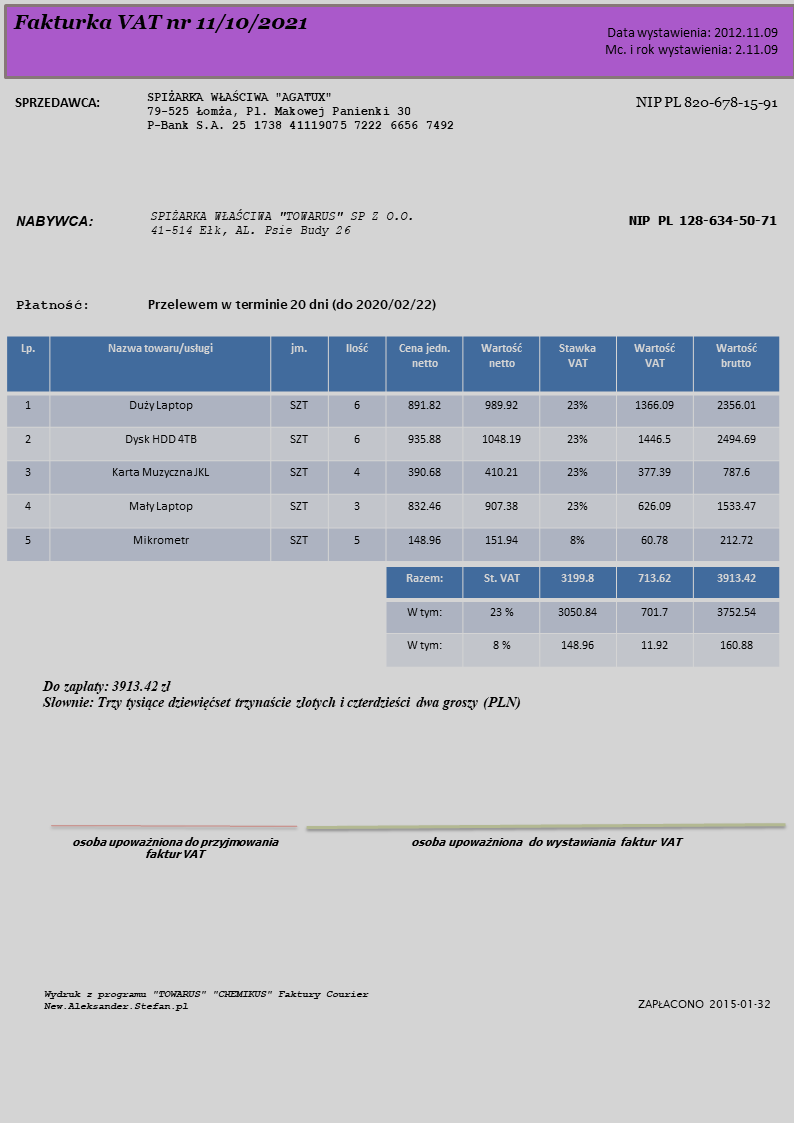 Fakturka VAT nr 11/10/2021
Data wystawienia: 2012.11.09
Mc. i rok wystawienia: 2.11.09
SPRZEDAWCA:
SPIŻARKA WŁAŚCIWA "AGATUX"
79-525 Łomża, Pl. Makowej Panienki 30
P-Bank S.A. 25 1738 41119075 7222 6656 7492
NIP PL 820-678-15-91
NABYWCA:
SPIŻARKA WŁAŚCIWA "TOWARUS" SP Z O.O.
41-514 Ełk, AL. Psie Budy 26
NIP PL 128-634-50-71
Płatność: Przelewem w terminie 20 dni (do 2020/02/22)
Lp. Nazwa towaru/usługi jm. Ilość Cena jedn. netto Wartość netto Stawka VAT Wartość VAT Wartość brutto
1 Duży Laptop SZT 6 891.82 989.92 23% 1366.09 2356.01
2 Dysk HDD 4TB SZT 6 935.88 1048.19 23% 1446.5 2494.69
3 Karta Muzyczna JKL SZT 4 390.68 410.21 23% 377.39 787.6
4 Mały Laptop SZT 3 832.46 907.38 23% 626.09 1533.47
5 Mikrometr SZT 5 148.96 151.94 8% 60.78 212.72
Razem: St. VAT 3199.8 713.62 3913.42
W tym: 23 % 3050.84 701.7 3752.54
W tym: 8 % 148.96 11.92 160.88
Do zapłaty: 3913.42 zł
Słownie: Trzy tysiące dziewięćset trzynaście złotych i czterdzieści dwa groszy (PLN)
osoba upoważniona do przyjmowania
faktur VAT
osoba upoważniona do wystawiania faktur VAT
Wydruk z programu "TOWARUS" "CHEMIKUS" Faktury Courier
New.Aleksander.Stefan.pl
ZAPŁACONO 2015-01-32